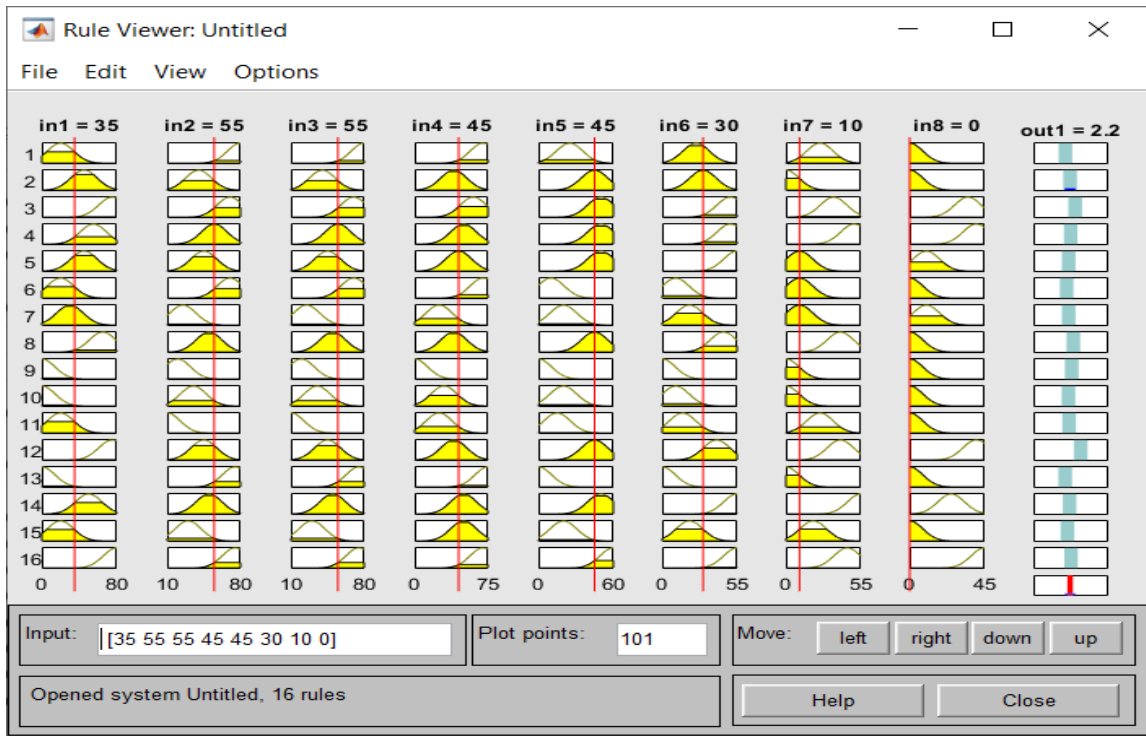 Rule Viewer: Untitled
File Edit View Options
in1 = 35 in2 = 55 in3 = 55 in4 = 45 in5 = 45 in6 = 30 in7 = 10 in8 = 0 out1 = 2.2
1
2
3
4
5
6
7
8
9
10
11
12
13
14
15
16
0 80 10 80 10 80 0 75 0 60 0 55 0 55 0 45
Input: [35 55 55 45 45 30 10 0] Plot points: 101 Move: left right down up
Opened system Untitled, 16 rules Help Close